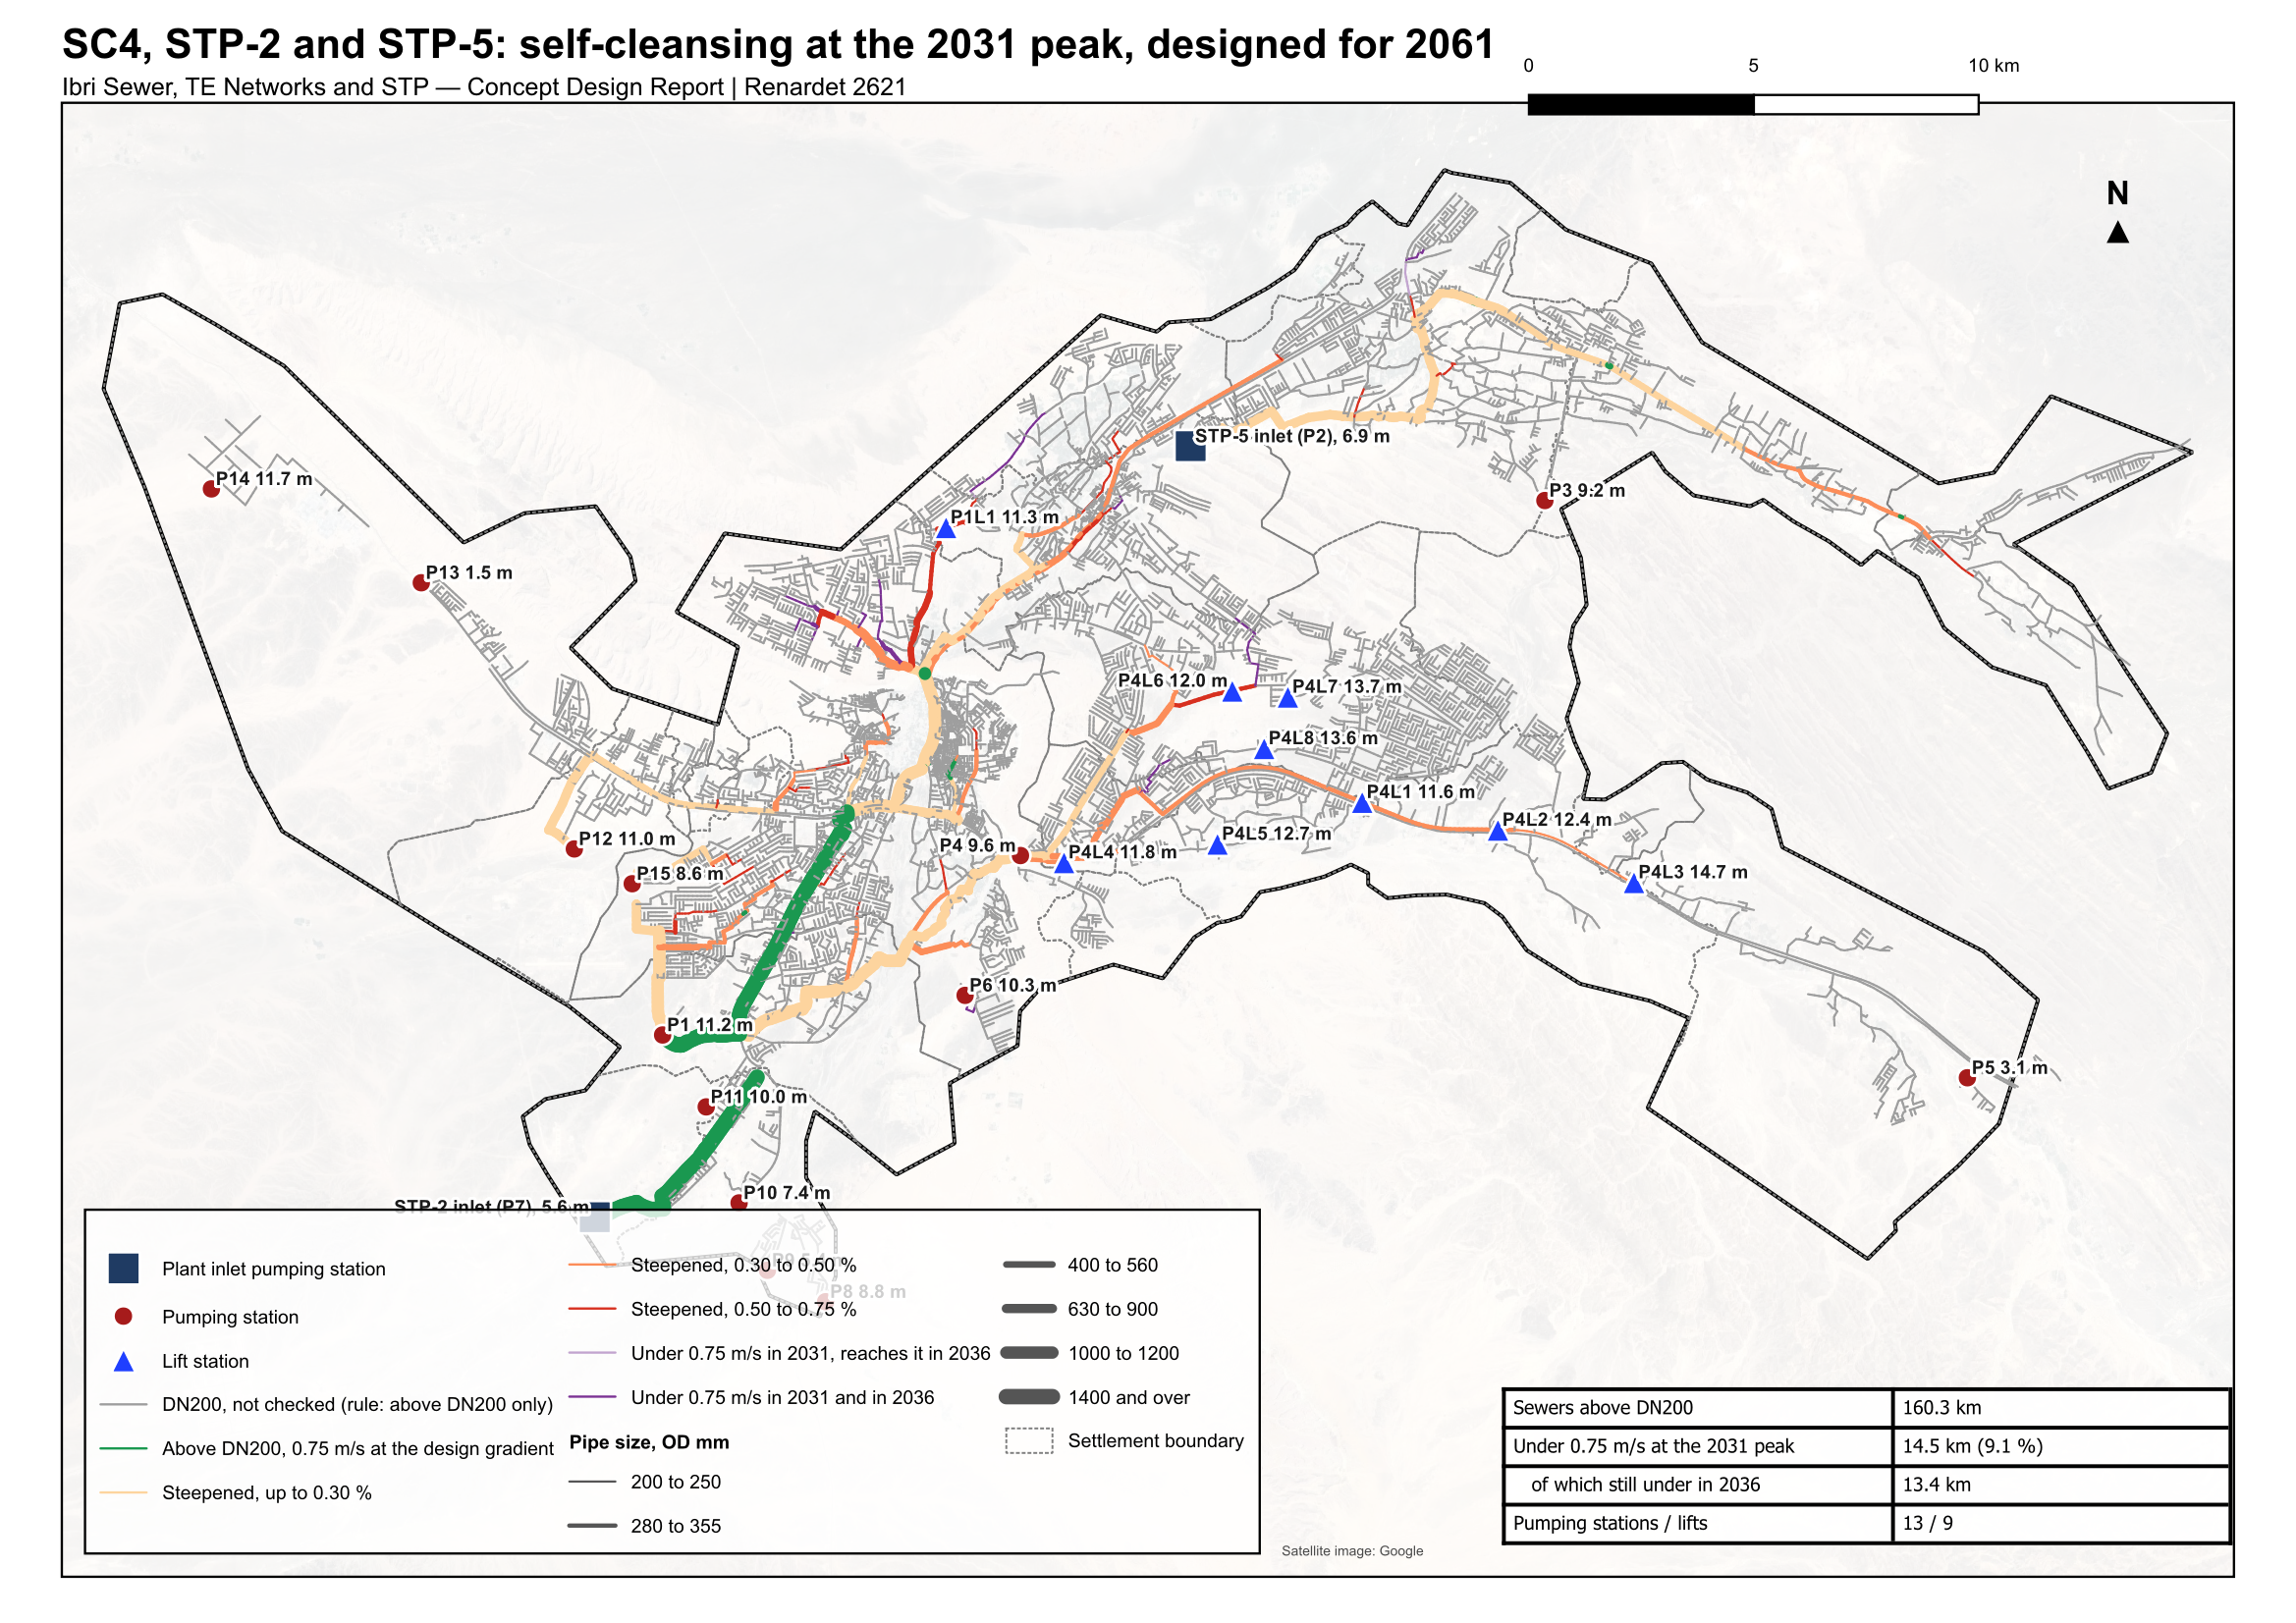 SC4, STP-2 and STP-5: self-cleansing at the 2031 peak, designed for 2061
Ibri Sewer, TE Networks and STP — Concept Design Report | Renardet 2621
0 5 10 km
N
P14 11.7 m
STP-5 inlet (P2), 6.9 m
P3 9.2 m
P1L1 11.3 m
P13 1.5 m
P4L6 12.0 m
P4L7 13.7 m
P4L8 13.6 m
P4L1 11.6 m
P4L2 12.4 m
P12 11.0 m
P4 9.6 m
P4L4 11.8 m
P4L5 12.7 m
P15 8.6 m
P4L3 14.7 m
P6 10.3 m
P1 11.2 m
P5 3.1 m
P11 10.0 m
P10 7.4 m
STP-2 inlet (P7), 5.6 m
P8 8.8 m
Plant inlet pumping station
Pumping station
Lift station
DN200, not checked (rule: above DN200 only)
Above DN200, 0.75 m/s at the design gradient
Steepened, up to 0.30 %
Steepened, 0.30 to 0.50 %
Steepened, 0.50 to 0.75 %
Under 0.75 m/s in 2031, reaches it in 2036
Under 0.75 m/s in 2031 and in 2036
Pipe size, OD mm
200 to 250
280 to 355
400 to 560
630 to 900
1000 to 1200
1400 and over
Settlement boundary
Satellite image: Google
Sewers above DN200 160.3 km
Under 0.75 m/s at the 2031 peak 14.5 km (9.1 %)
of which still under in 2036 13.4 km
Pumping stations / lifts 13 / 9